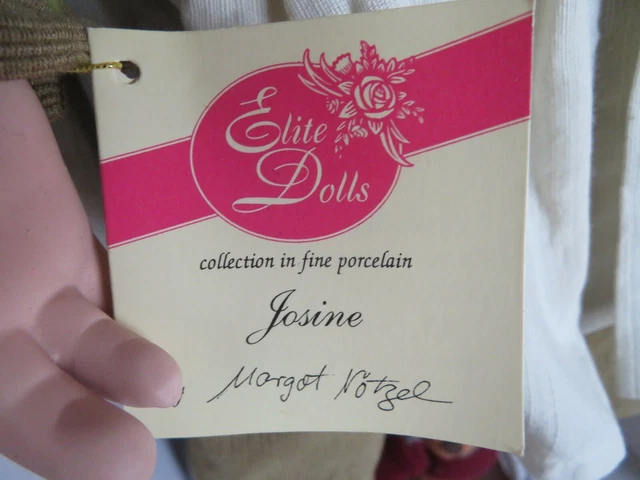 Elite
Dolls
collection in fine porcelain
Josine
Margot Nötzel